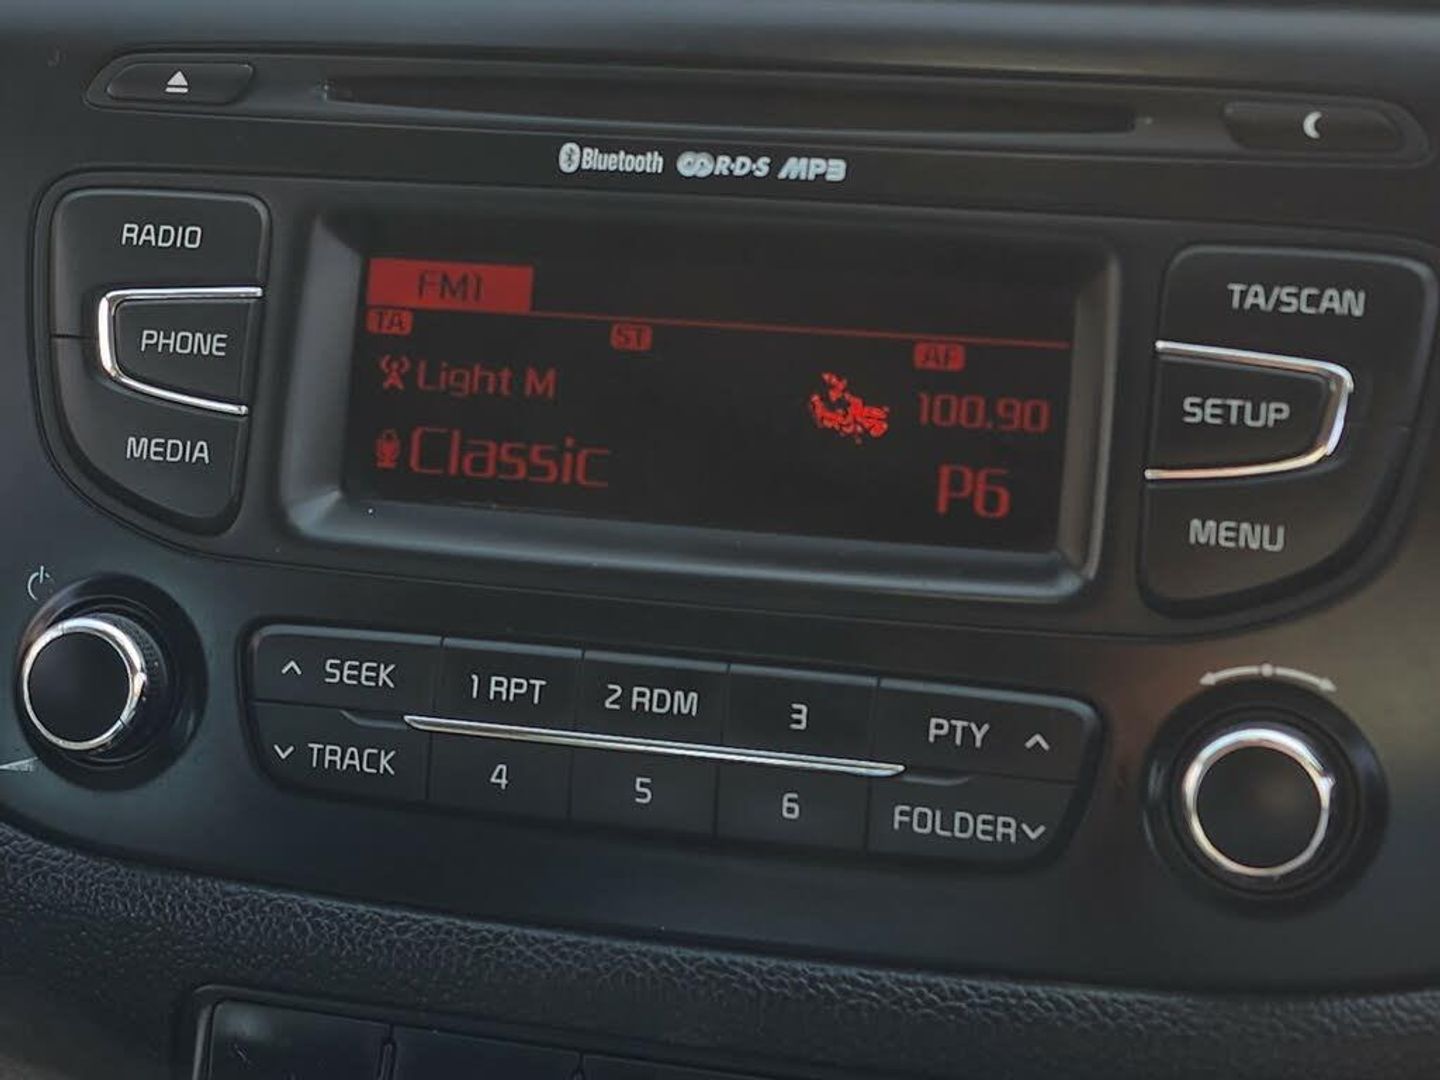 Bluetooth R·D·S MP3
RADIO
PHONE
MEDIA
FM1
TA ST AF
Light M 100.90
Classic P6
TA/SCAN
SETUP
MENU
SEEK 1 RPT 2 RDM 3 PTY
TRACK 4 5 6 FOLDER